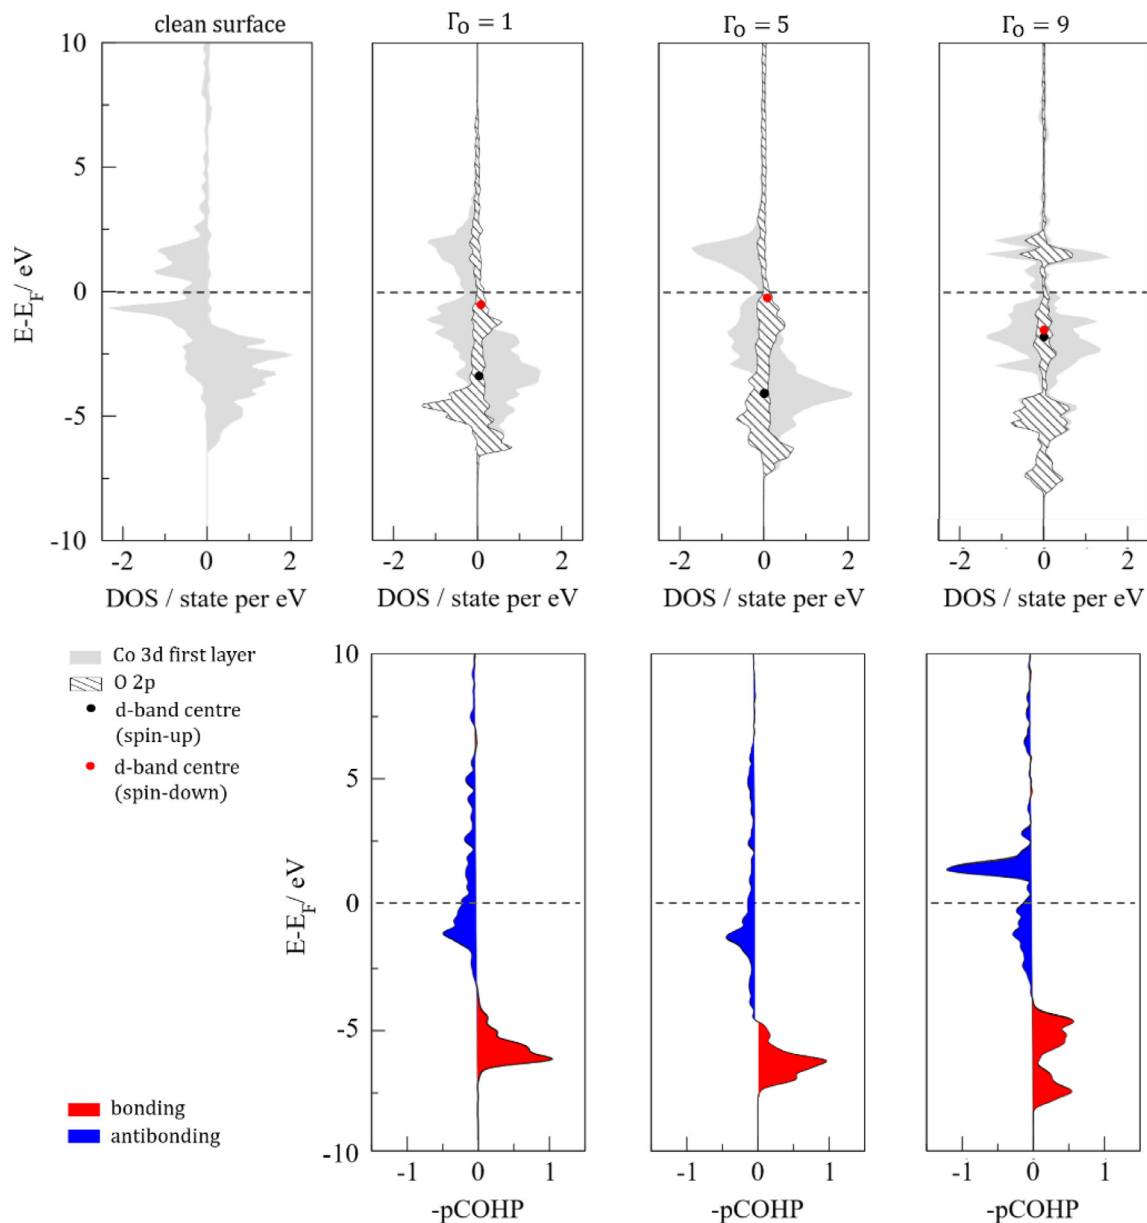 clean surface
Γ_O = 1
Γ_O = 5
Γ_O = 9
10
5
0
-5
-10
E-E_F/ eV
-2 0 2
-2 0 2
-2 0 2
-2 0 2
DOS / state per eV
DOS / state per eV
DOS / state per eV
DOS / state per eV
Co 3d first layer
O 2p
d-band centre
(spin-up)
d-band centre
(spin-down)
bonding
antibonding
10
5
0
-5
-10
E-E_F/ eV
-1 0 1
-1 0 1
-1 0 1
-pCOHP
-pCOHP
-pCOHP